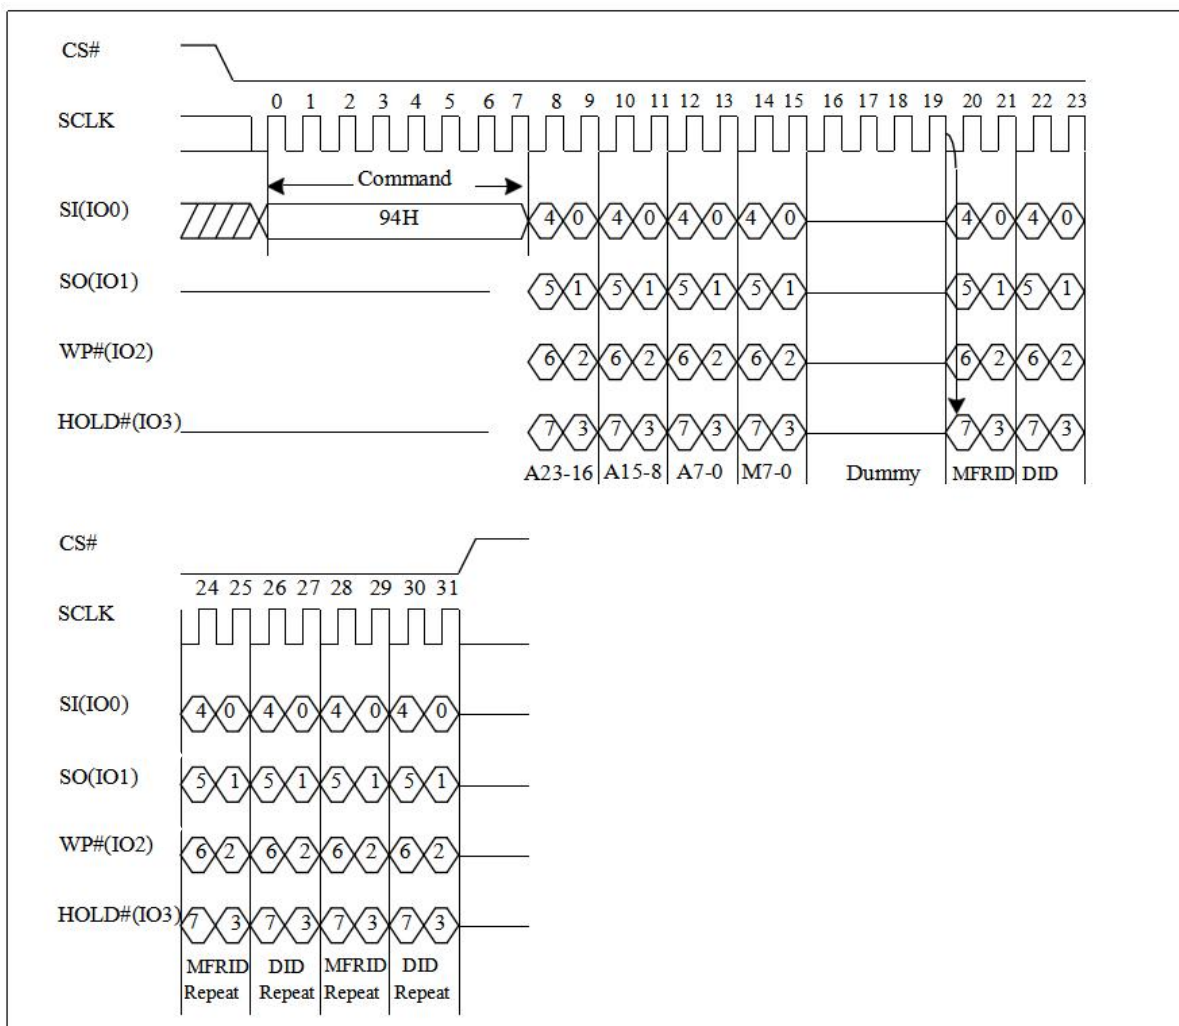 CS#
0 1 2 3 4 5 6 7 8 9 10 11 12 13 14 15 16 17 18 19 20 21 22 23
SCLK
Command
SI(IO0) 94H 4 0 4 0 4 0 4 0 4 0 4 0
SO(IO1) 5 1 5 1 5 1 5 1 5 1 5 1
WP#(IO2) 6 2 6 2 6 2 6 2 6 2 6 2
HOLD#(IO3) 7 3 7 3 7 3 7 3 7 3 7 3
A23-16 A15-8 A7-0 M7-0 Dummy MFRID DID
CS#
24 25 26 27 28 29 30 31
SCLK
SI(IO0) 4 0 4 0 4 0 4 0
SO(IO1) 5 1 5 1 5 1 5 1
WP#(IO2) 6 2 6 2 6 2 6 2
HOLD#(IO3) 7 3 7 3 7 3 7 3
MFRID DID MFRID DID
Repeat Repeat Repeat Repeat